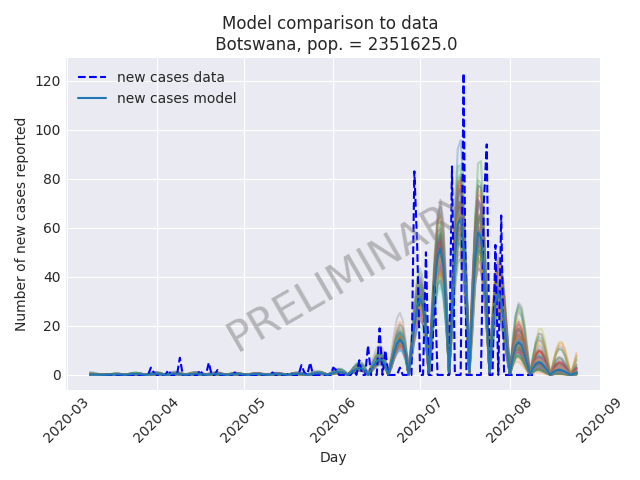 Model comparison to data
Botswana, pop. = 2351625.0
new cases data
new cases model
Number of new cases reported
120
100
80
60
40
20
0
PRELIMINARY
2020-03
2020-04
2020-05
2020-06
2020-07
2020-08
2020-09
Day